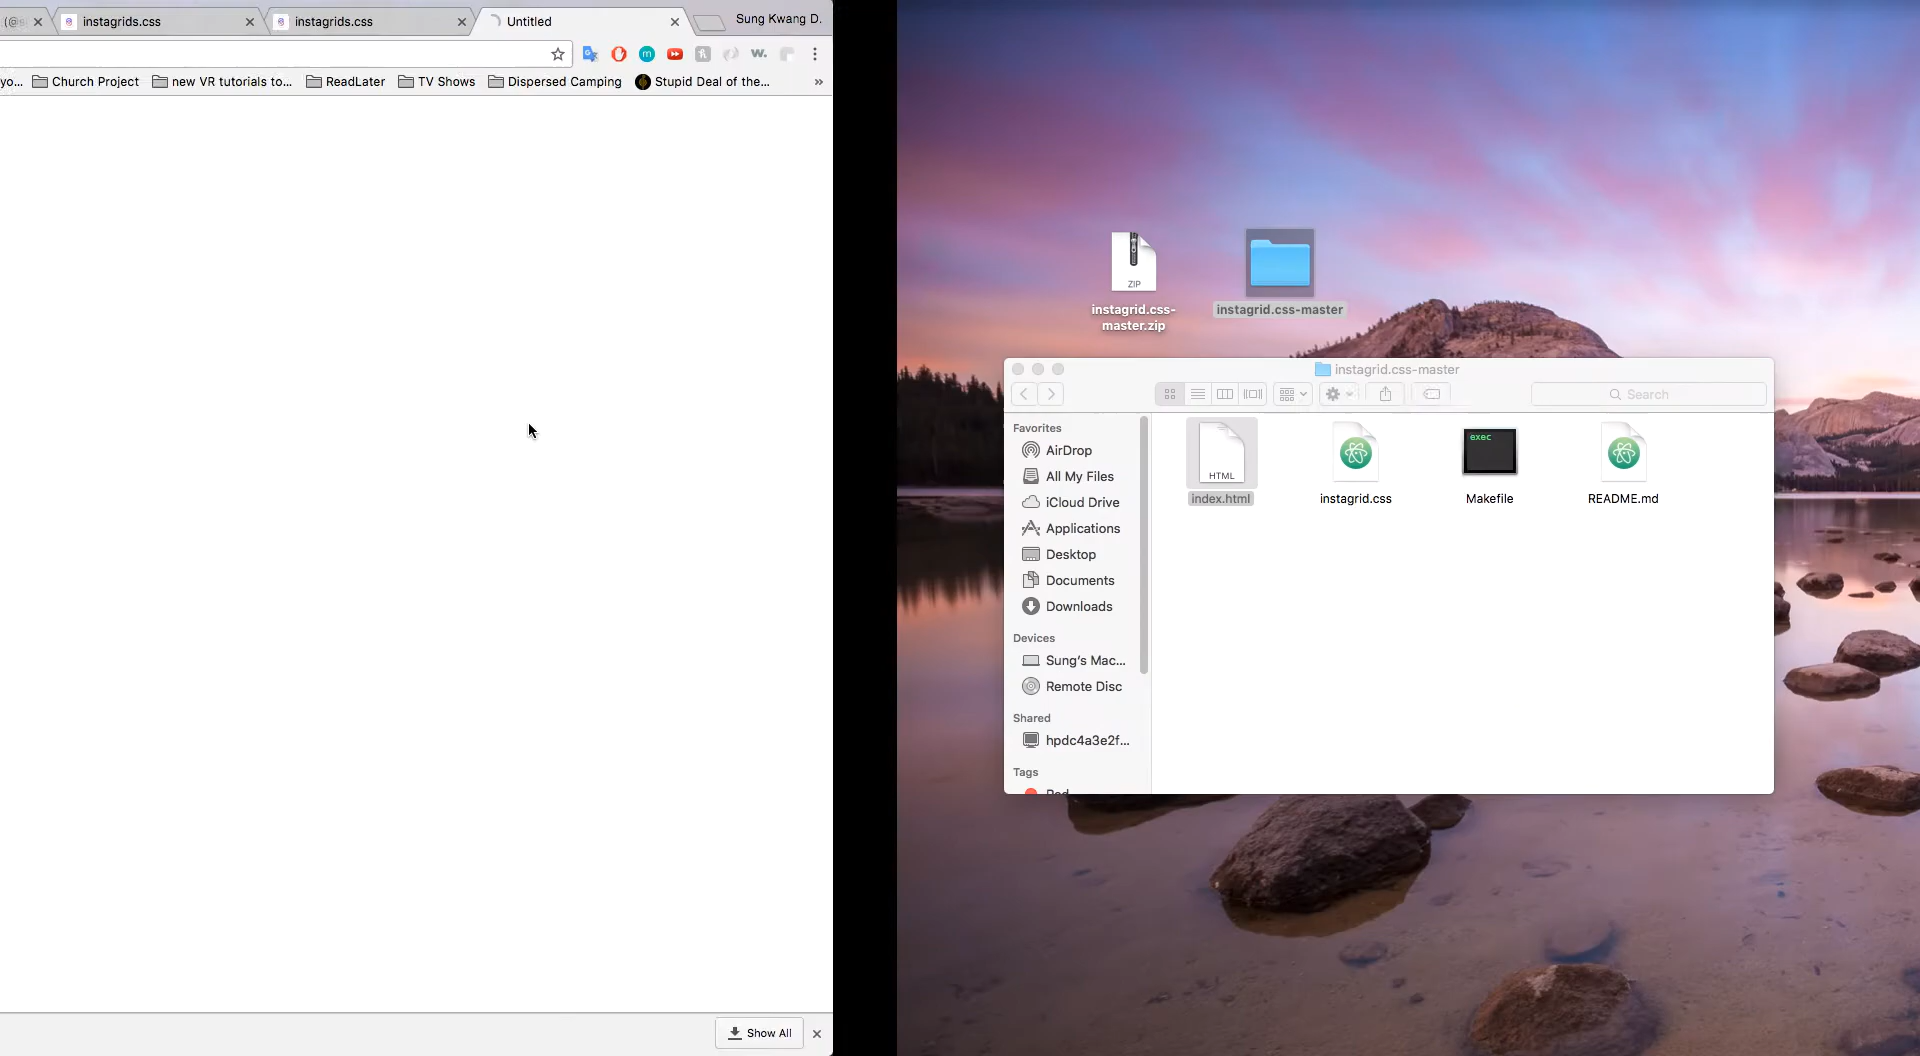 instagrids.css
instagrids.css
Untitled
Sung Kwang D.
yo...
Church Project
new VR tutorials to...
ReadLater
TV Shows
Dispersed Camping
Stupid Deal of the...
»
ZIP
instagrid.css-
master.zip
instagrid.css-master
instagrid.css-master
Search
Favorites
AirDrop
All My Files
iCloud Drive
Applications
Desktop
Documents
Downloads
Devices
Sung's Mac...
Remote Disc
Shared
hpdc4a3e2f...
Tags
Red
HTML
index.html
instagrid.css
exec
Makefile
README.md
Show All